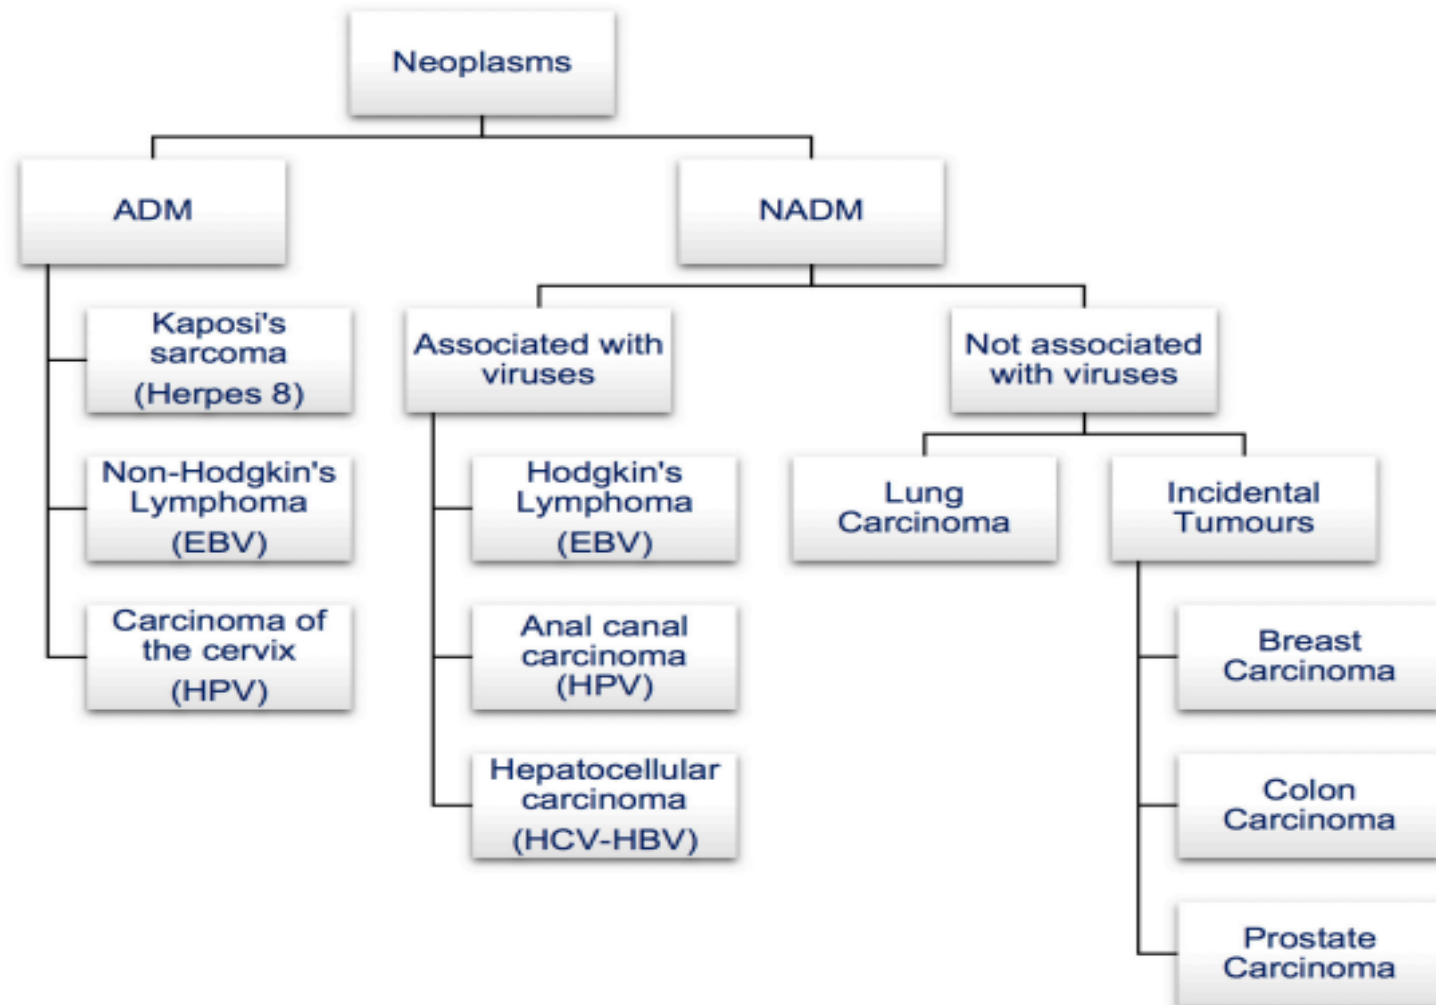 Neoplasms
ADM
NADM
Kaposi's
sarcoma
(Herpes 8)
Non-Hodgkin's
Lymphoma
(EBV)
Carcinoma of
the cervix
(HPV)
Associated with
viruses
Hodgkin's
Lymphoma
(EBV)
Anal canal
carcinoma
(HPV)
Hepatocellular
carcinoma
(HCV-HBV)
Not associated
with viruses
Lung
Carcinoma
Incidental
Tumours
Breast
Carcinoma
Colon
Carcinoma
Prostate
Carcinoma